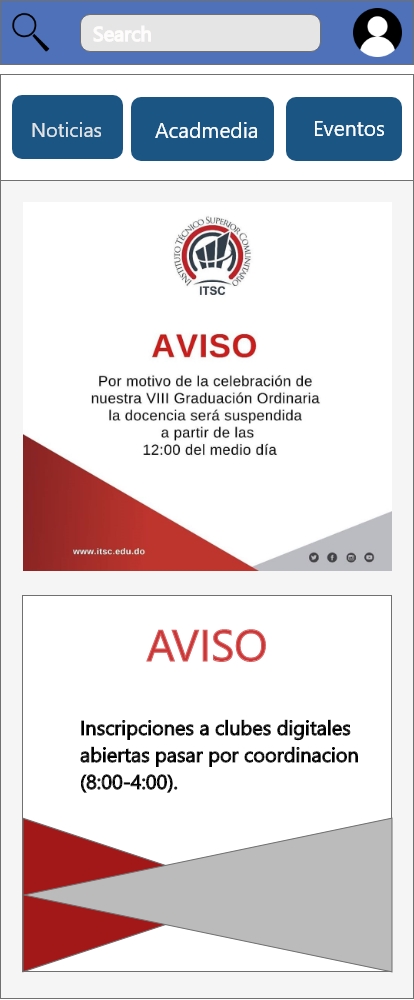 Search
Noticias
Acadmedia
Eventos
INSTITUTO TÉCNICO SUPERIOR COMUNITARIO
ITSC
AVISO
Por motivo de la celebración de
nuestra VIII Graduación Ordinaria
la docencia será suspendida
a partir de las
12:00 del medio día
www.itsc.edu.do
AVISO
Inscripciones a clubes digitales
abiertas pasar por coordinacion
(8:00-4:00).